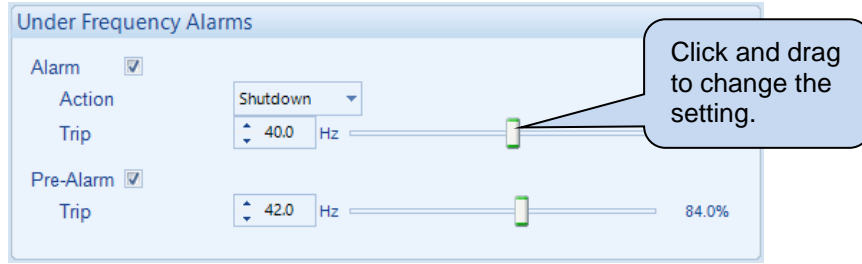 Under Frequency Alarms
Alarm
Action Shutdown
Trip 40.0 Hz
Click and drag
to change the
setting.
Pre-Alarm
Trip 42.0 Hz 84.0%